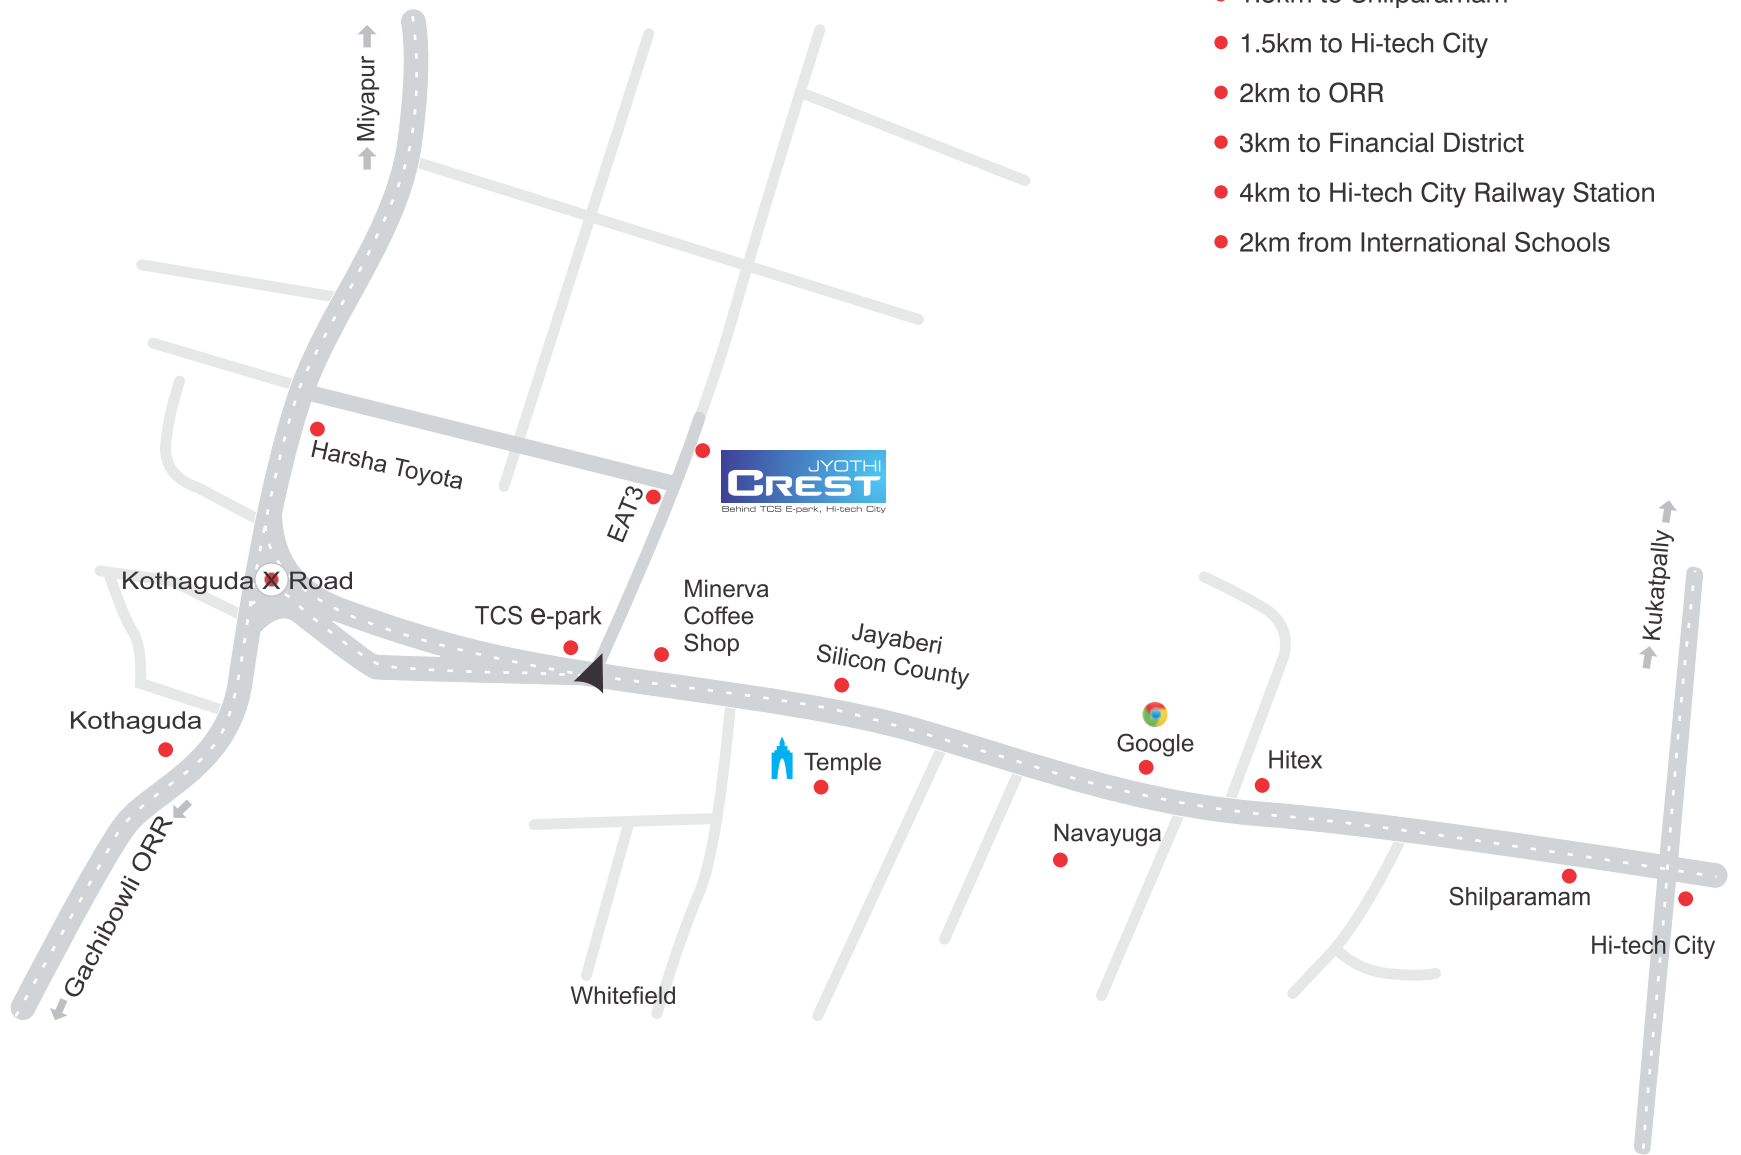 to Shilparamam
1.5km to Hi-tech City
2km to ORR
3km to Financial District
4km to Hi-tech City Railway Station
2km from International Schools
Miyapur
Harsha Toyota
EAT3
JYOTHI
CREST
Behind TCS E-park, Hi-tech City
Kukatpally
Kothaguda X Road
TCS e-park
Minerva
Coffee
Shop
Jayaberi
Silicon County
Kothaguda
Google
Temple
Hitex
Navayuga
Gachibowli ORR
Shilparamam
Hi-tech City
Whitefield